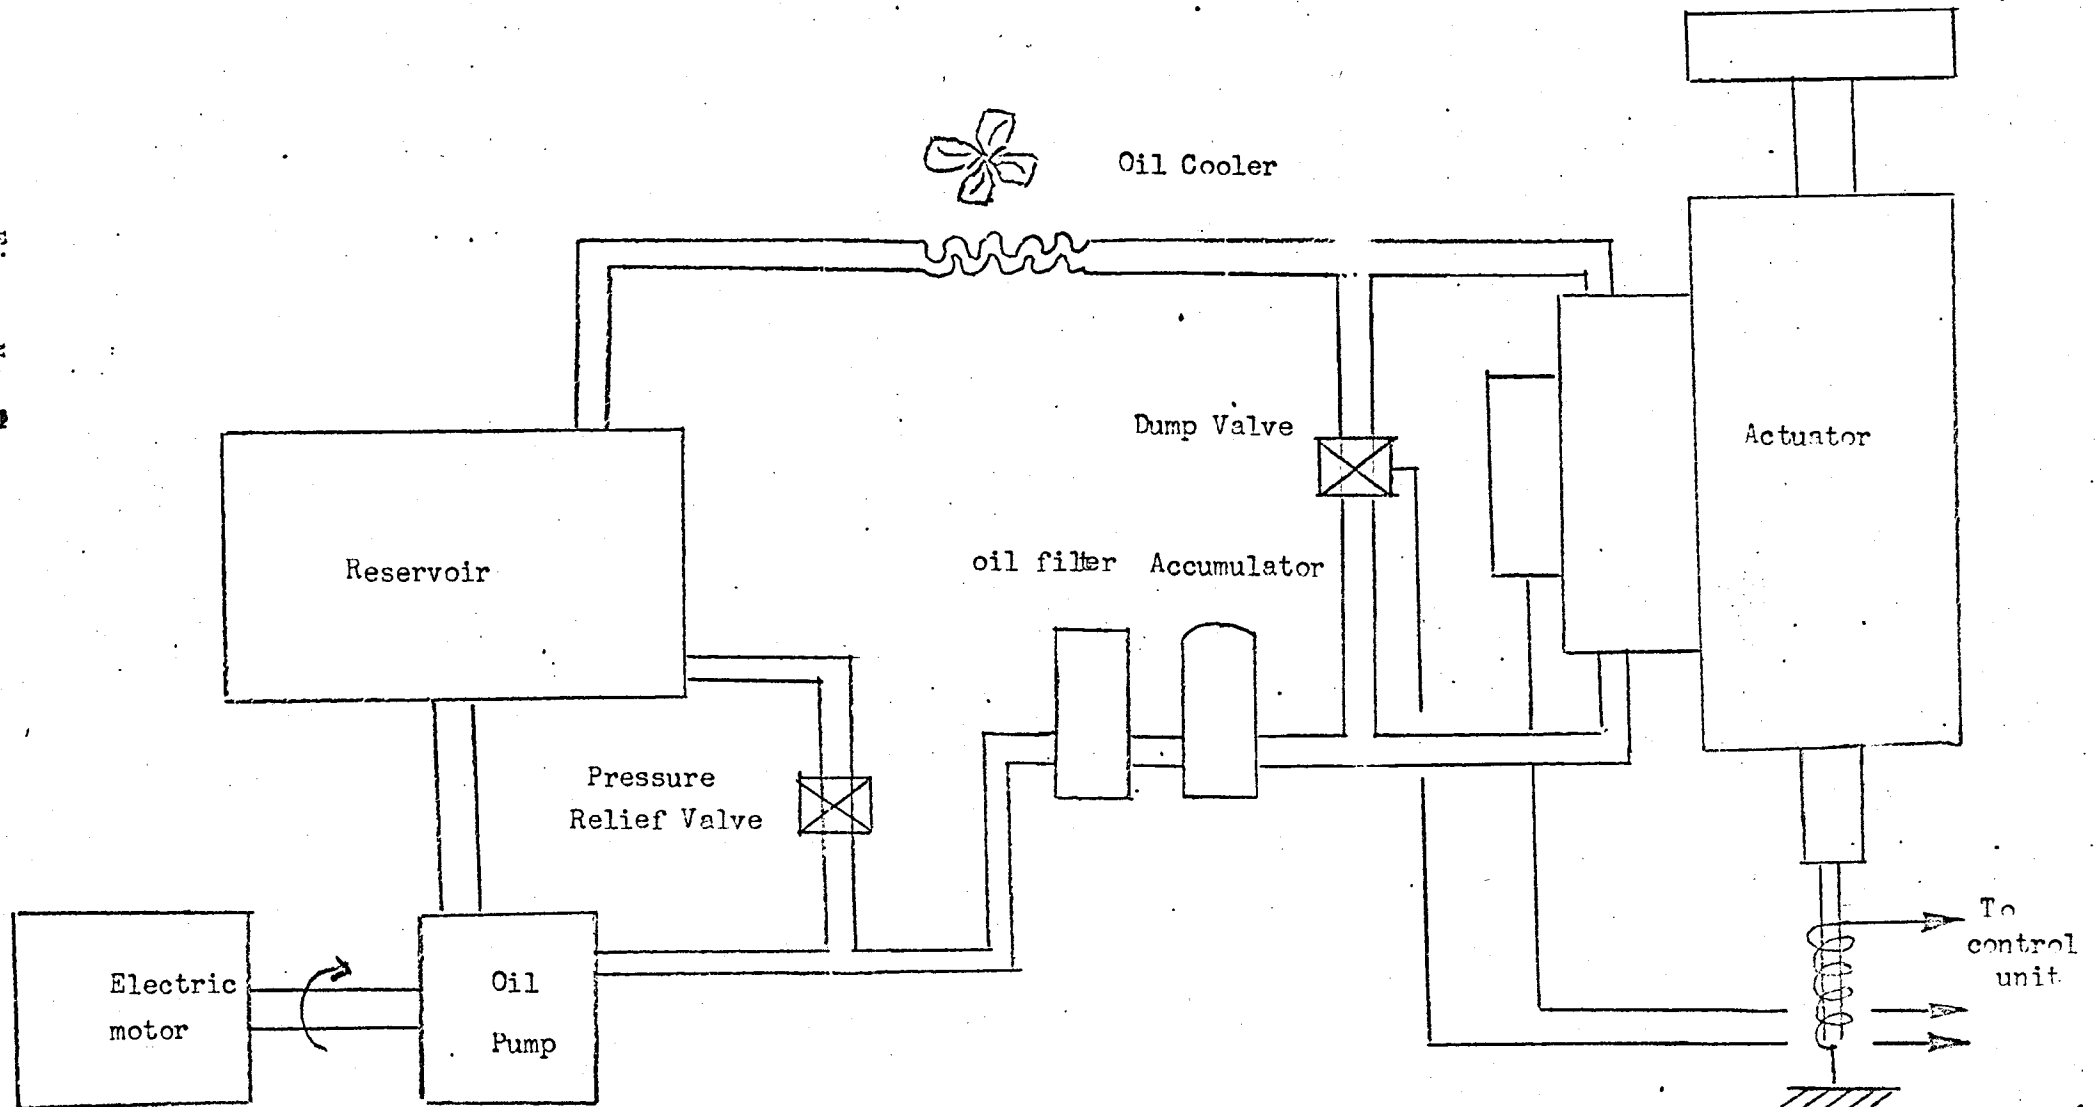 Oil Cooler
Dump Valve
Actuator
oil filter
Accumulator
Reservoir
Pressure
Relief Valve
To
control
unit
Electric
motor
Oil
Pump